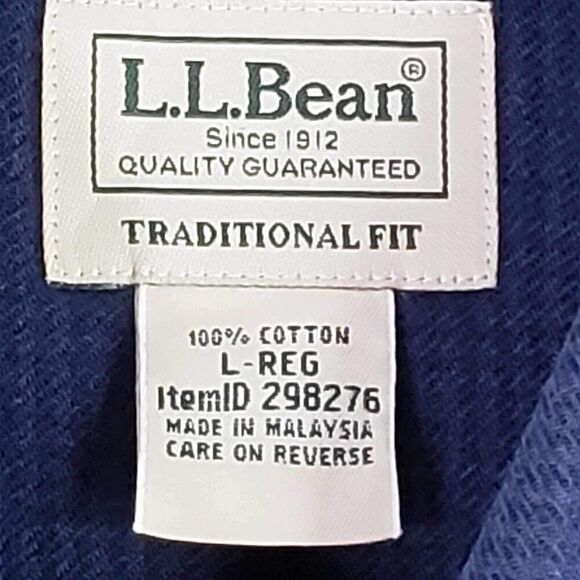 L.L.Bean®
Since 1912
QUALITY GUARANTEED
TRADITIONAL FIT
100% COTTON
L-REG
ItemID 298276
MADE IN MALAYSIA
CARE ON REVERSE